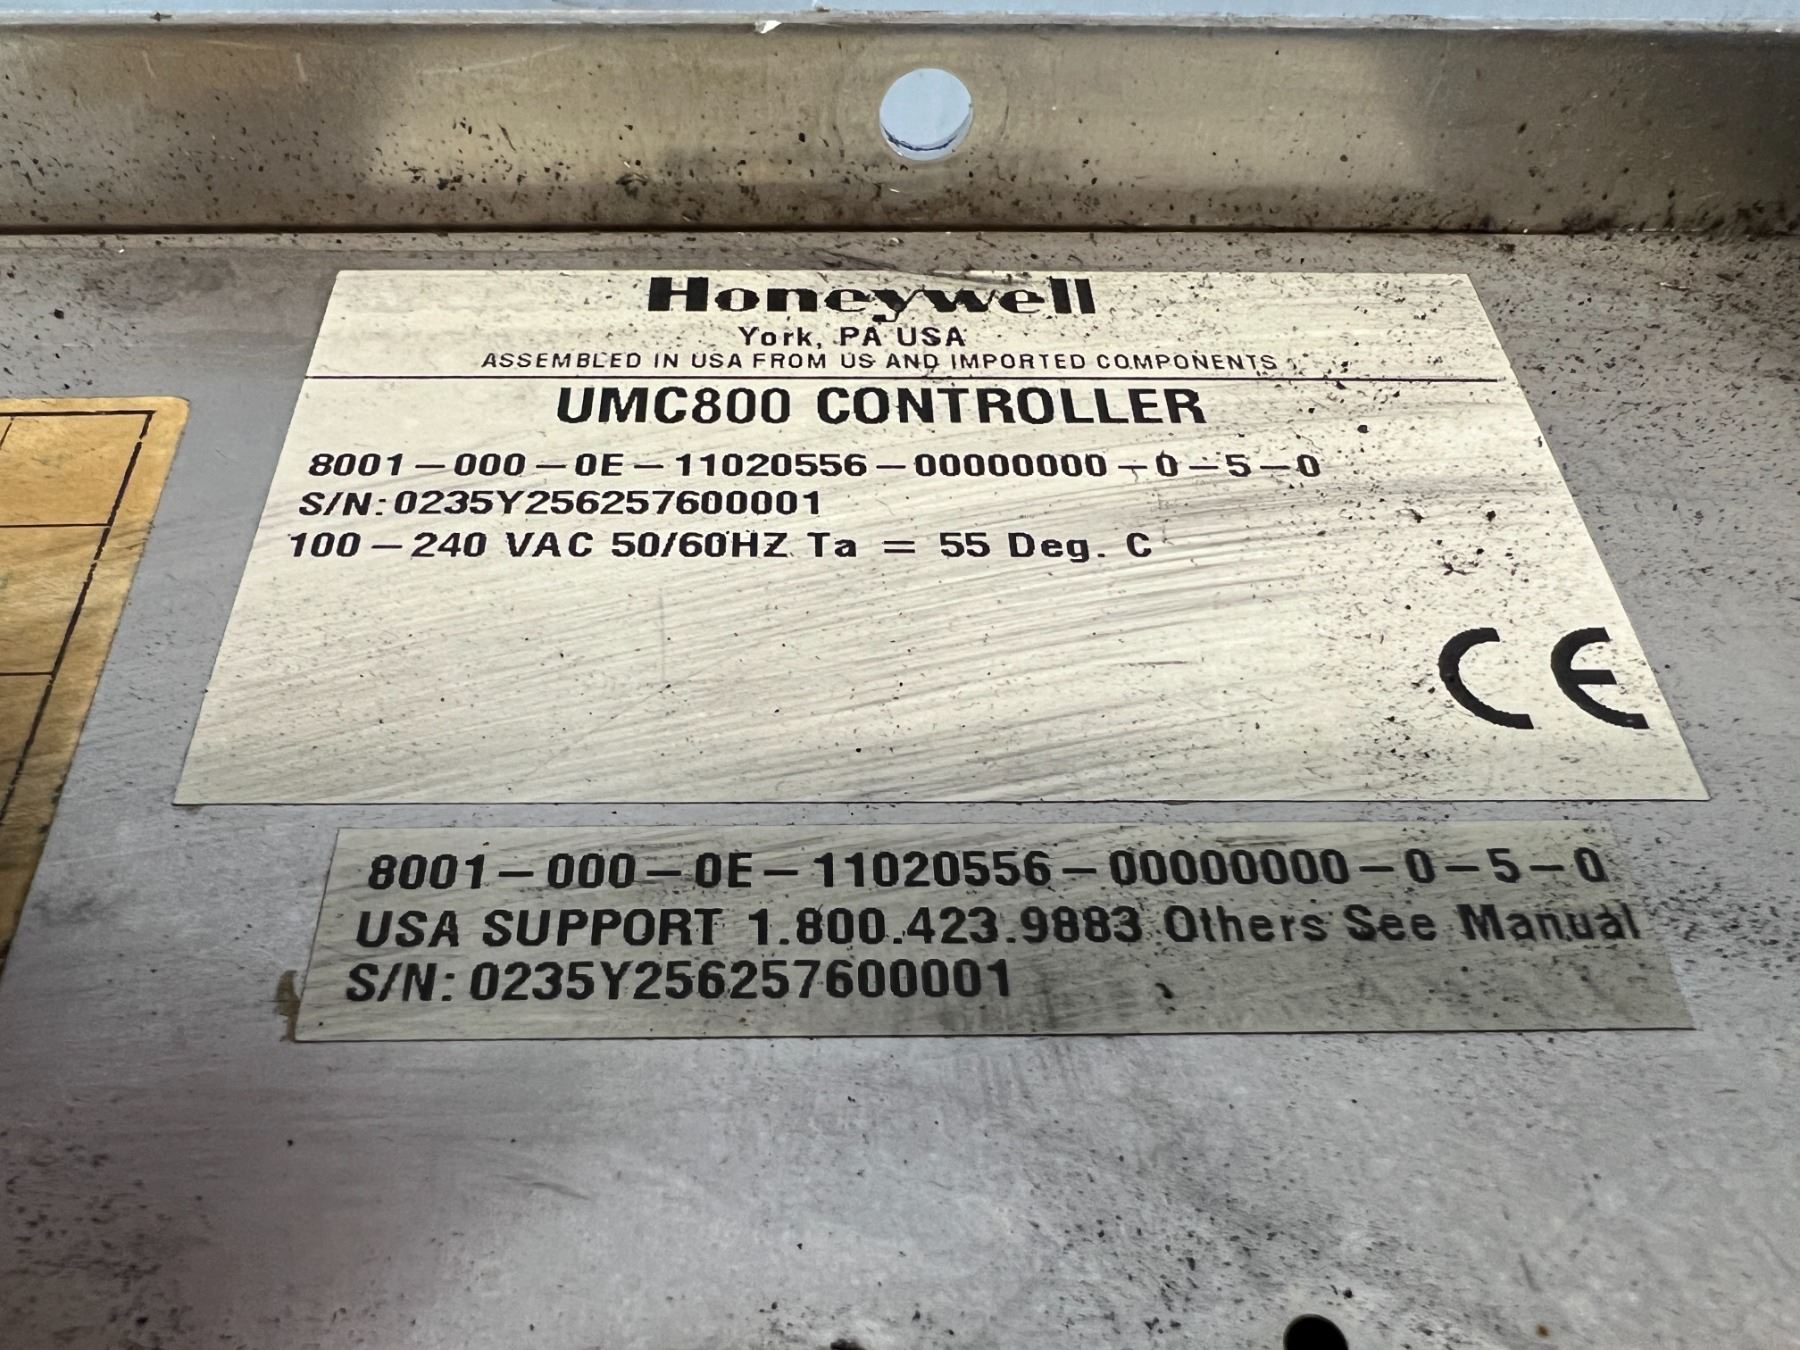 Honeywell
York, PA USA
ASSEMBLED IN USA FROM US AND IMPORTED COMPONENTS
UMC800 CONTROLLER
8001-000-0E-11020556-00000000-0-5-0
S/N: 0235Y256257600001
100-240 VAC 50/60HZ Ta = 55 Deg. C
CE
8001-000-0E-11020556-00000000-0-5-0
USA SUPPORT 1.800.423.9883 Others See Manual
S/N: 0235Y256257600001